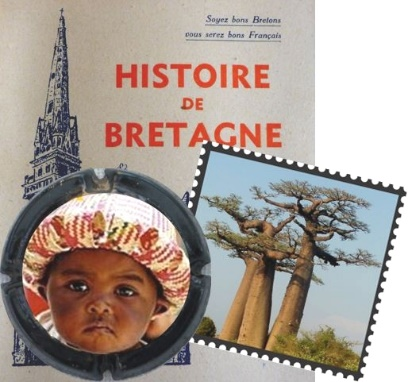 Soyez bons Bretons
vous serez bons Français
HISTOIRE
DE
BRETAGNE